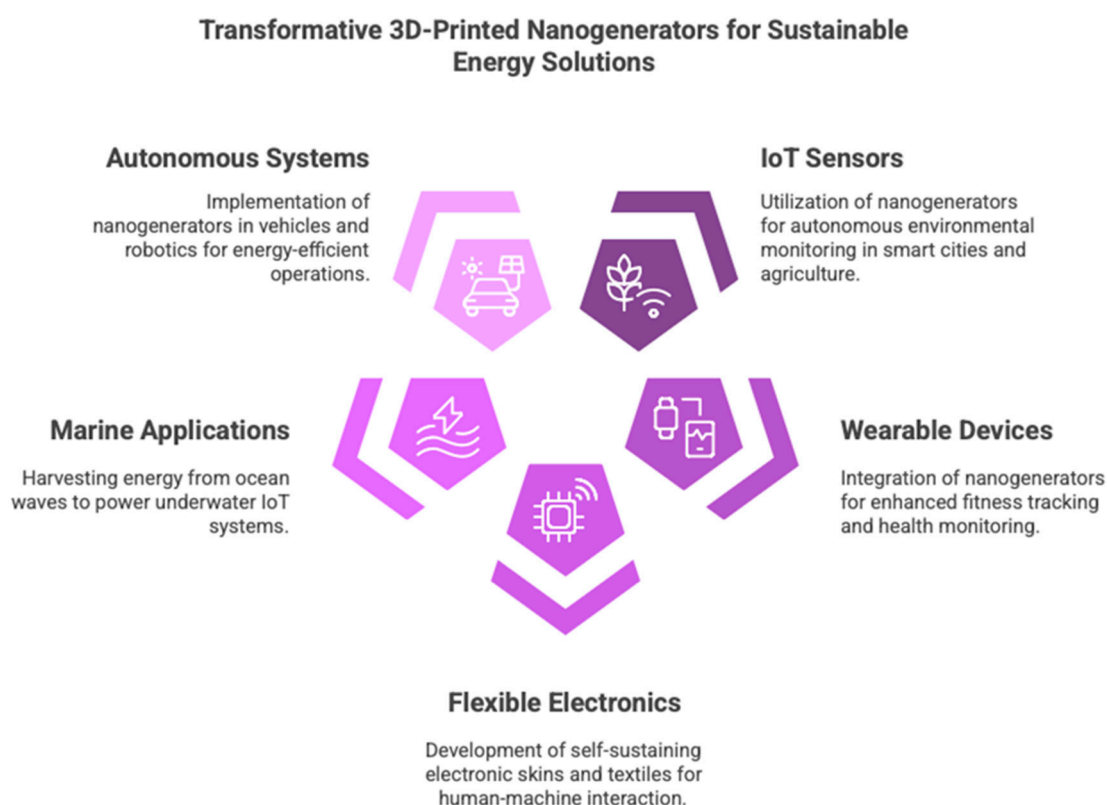 Transformative 3D-Printed Nanogenerators for Sustainable
Energy Solutions
Autonomous Systems
Implementation of
nanogenerators in vehicles and
robotics for energy-efficient
operations.
IoT Sensors
Utilization of nanogenerators
for autonomous environmental
monitoring in smart cities and
agriculture.
Marine Applications
Harvesting energy from ocean
waves to power underwater IoT
systems.
Wearable Devices
Integration of nanogenerators
for enhanced fitness tracking
and health monitoring.
Flexible Electronics
Development of self-sustaining
electronic skins and textiles for
human-machine interaction.